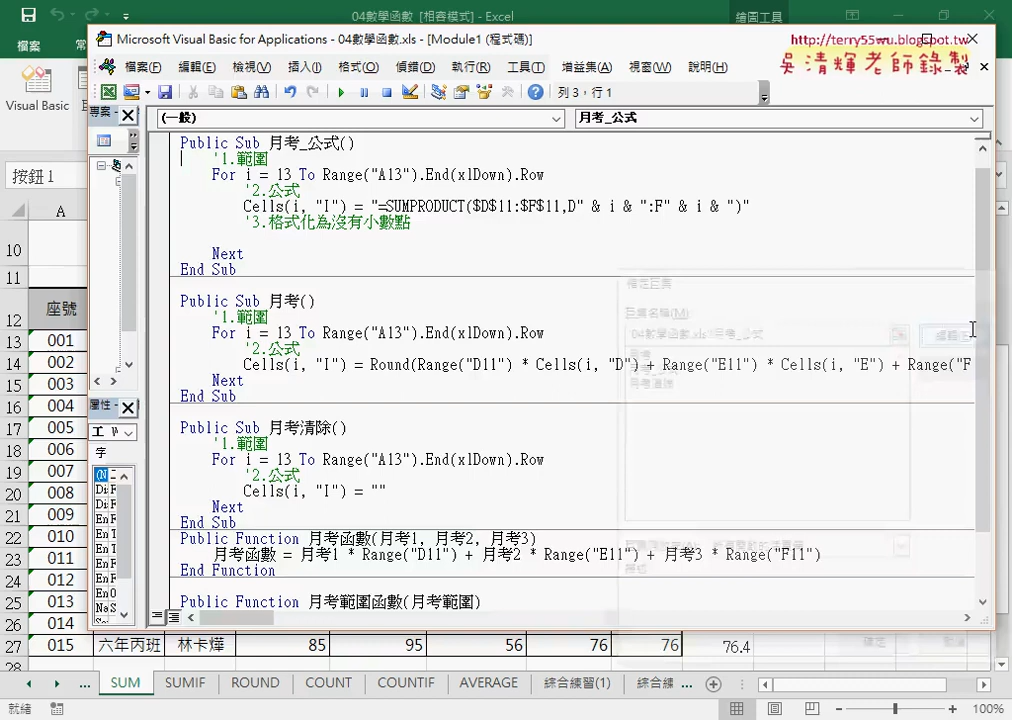 04數學函數 [相容模式] - Excel
繪圖工具
檔案
Visual Basic
按鈕 1
A
Microsoft Visual Basic for Applications - 04數學函數.xls - [Module1 (程式碼)]
http://terry55wu.blogspot.tw
吳清輝老師錄製
檔案(F) 編輯(E) 檢視(V) 插入(I) 格式(O) 偵錯(D) 執行(R) 工具(T) 增益集(A) 視窗(W) 說明(H)
列 3，行 1
專案 -
(一般)
月考_公式
Public Sub 月考_公式()
'1.範圍
For i = 13 To Range("A13").End(xlDown).Row
'2.公式
Cells(i, "I") = "=SUMPRODUCT($D$11:$F$11,D" & i & ":F" & i & ")"
'3.格式化為沒有小數點
Next
End Sub
Public Sub 月考()
'1.範圍
For i = 13 To Range("A13").End(xlDown).Row
'2.公式
Cells(i, "I") = Round(Range("D11") * Cells(i, "D") + Range("E11") * Cells(i, "E") + Range("F
Next
End Sub
Public Sub 月考清除()
'1.範圍
For i = 13 To Range("A13").End(xlDown).Row
'2.公式
Cells(i, "I") = ""
Next
End Sub
Public Function 月考函數(月考1, 月考2, 月考3)
月考函數 = 月考1 * Range("D11") + 月考2 * Range("E11") + 月考3 * Range("F11")
End Function
Public Function 月考範圍函數(月考範圍)
屬性 -
10
11
12 座號
13 001
14 002
15 003
16 004
17 005
18 006
19 007
20 008
21 009
22 010
23 011
24 012
25 013
26 014
27 015 六年丙班 林卡燁 85 95 56 76 76 76.4
28
... SUM SUMIF ROUND COUNT COUNTIF AVERAGE 綜合練習(1) 綜合練 ...
就緒
100%